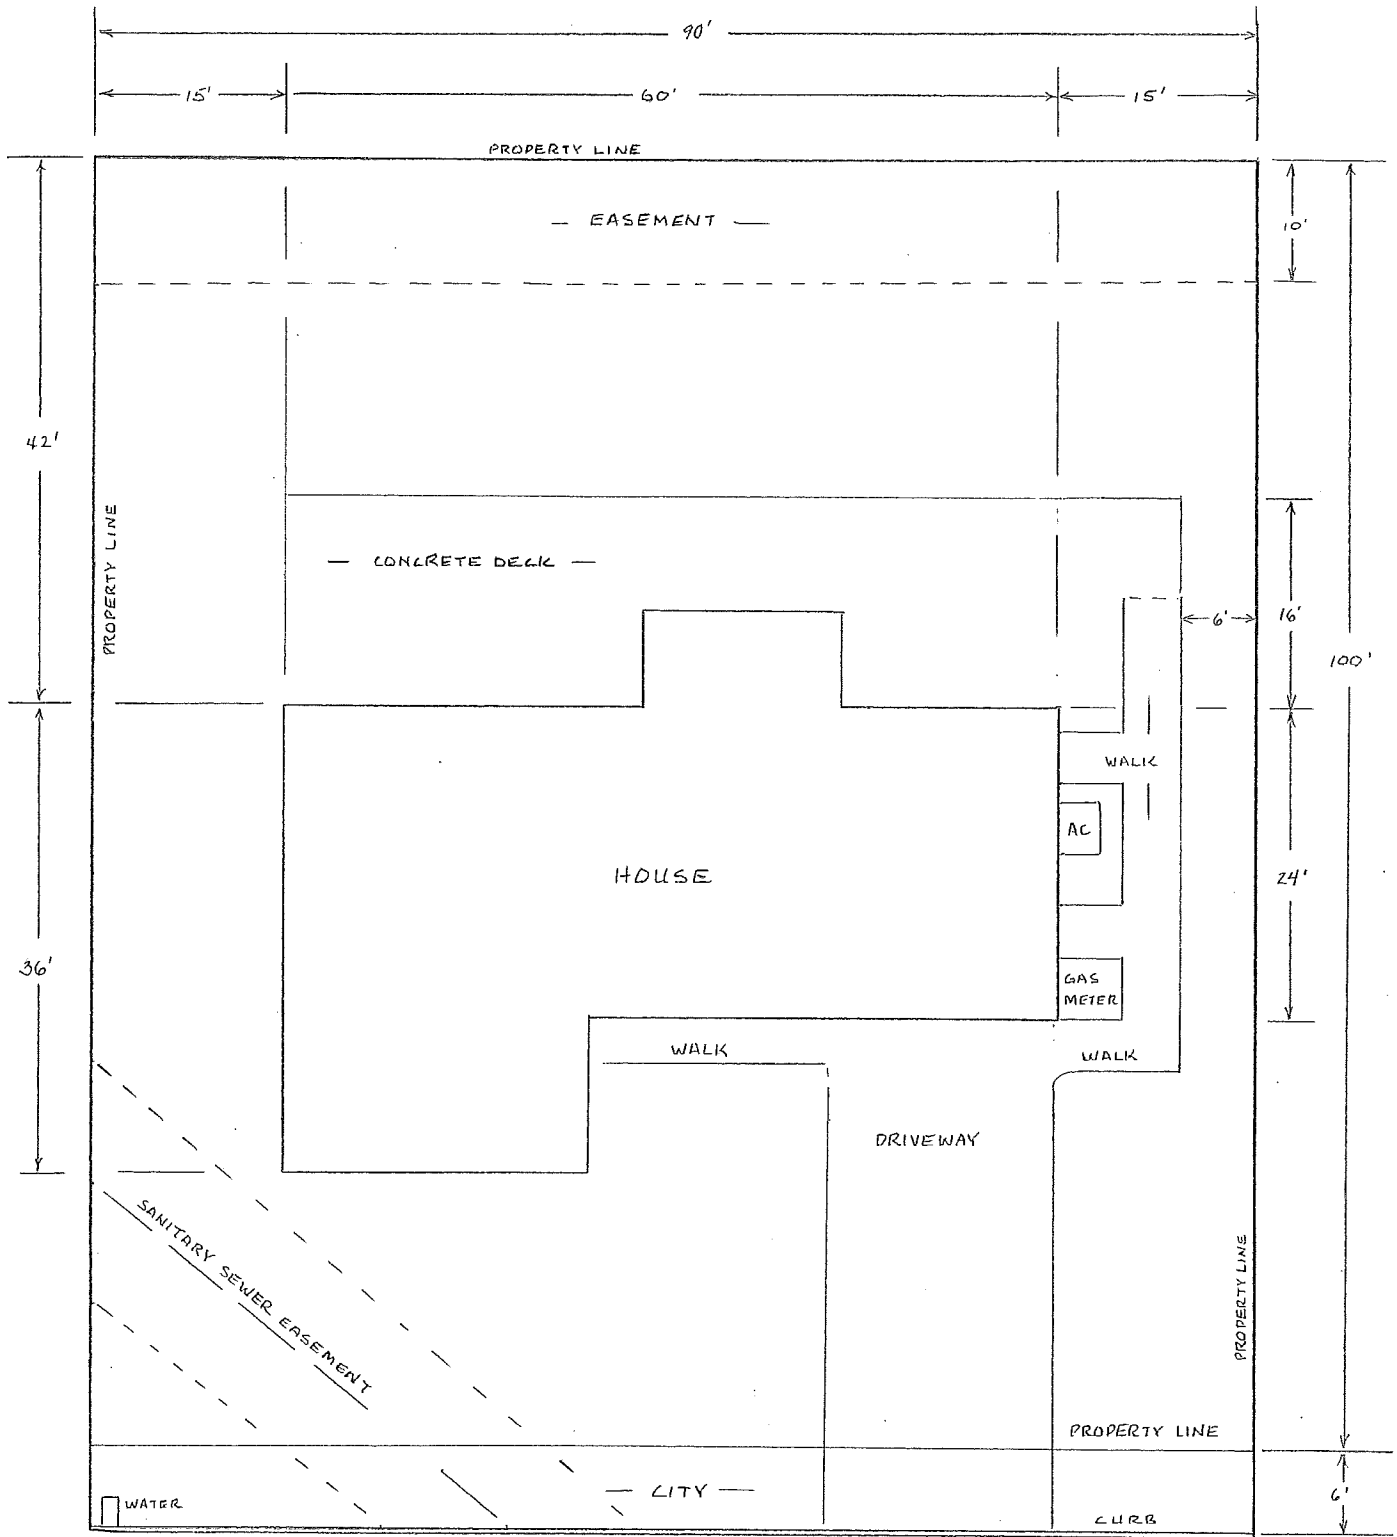 90'
15'
60'
15'
PROPERTY LINE
EASEMENT
10'
42'
PROPERTY LINE
CONCRETE DECK
6'
16'
100'
WALK
AC
HOUSE
24'
36'
GAS
METER
WALK
WALK
DRIVEWAY
SANITARY SEWER EASEMENT
PROPERTY LINE
PROPERTY LINE
CITY
6'
WATER
CURB